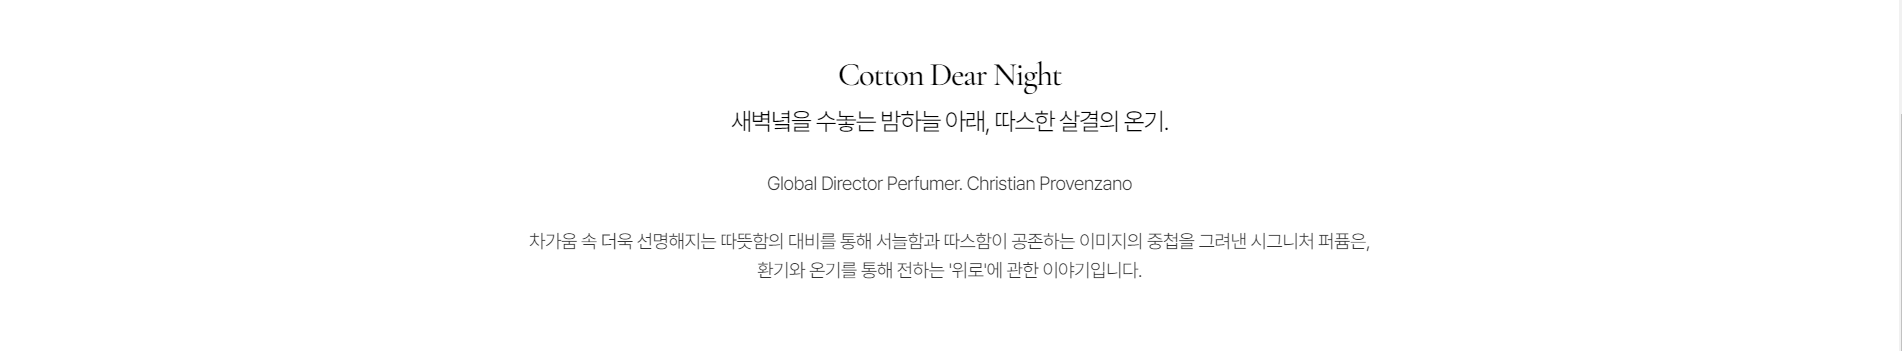 Cotton Dear Night
새벽녘을 수놓는 밤하늘 아래, 따스한 살결의 온기.
Global Director Perfumer. Christian Provenzano
차가움 속 더욱 선명해지는 따뜻함의 대비를 통해 서늘함과 따스함이 공존하는 이미지의 중첩을 그려낸 시그니처 퍼퓸은,
환기와 온기를 통해 전하는 '위로'에 관한 이야기입니다.